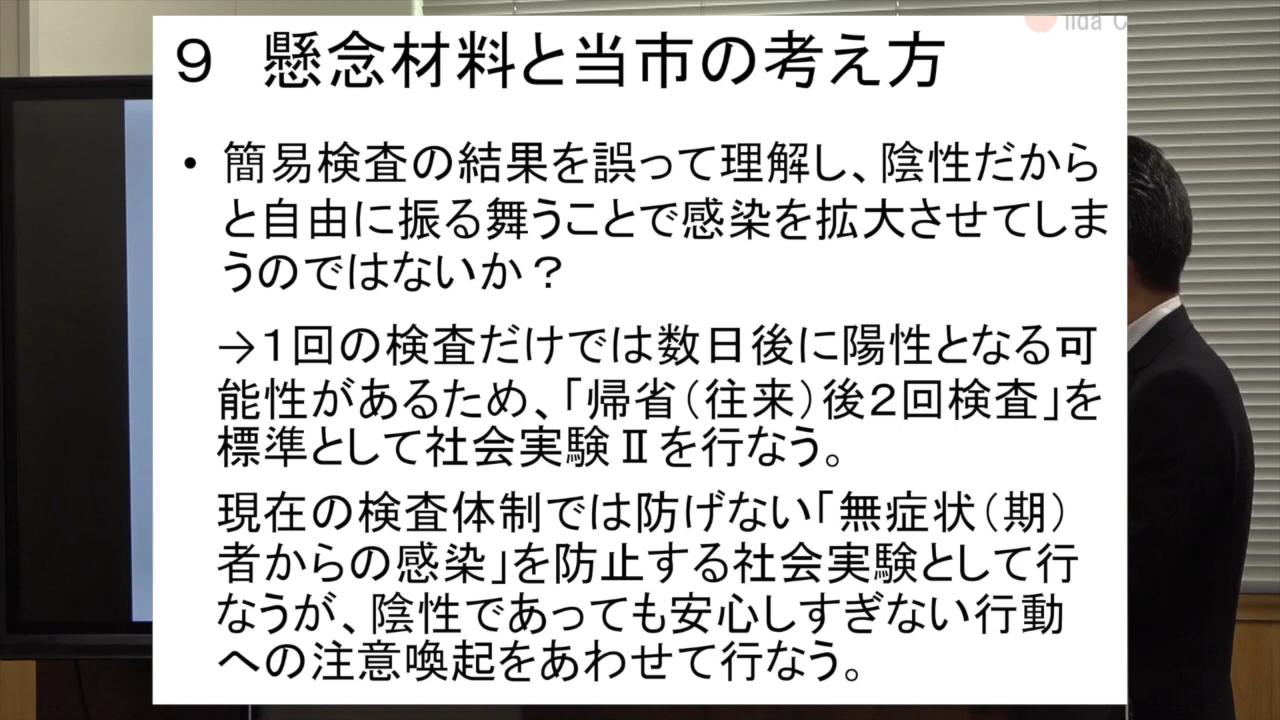 Iida C
９　懸念材料と当市の考え方
• 簡易検査の結果を誤って理解し、陰性だから
と自由に振る舞うことで感染を拡大させてしま
うのではないか？
→１回の検査だけでは数日後に陽性となる可
能性があるため、「帰省（往来）後２回検査」を
標準として社会実験Ⅱを行なう。
現在の検査体制では防げない「無症状（期）
者からの感染」を防止する社会実験として行
なうが、陰性であっても安心しすぎない行動
への注意喚起をあわせて行なう。